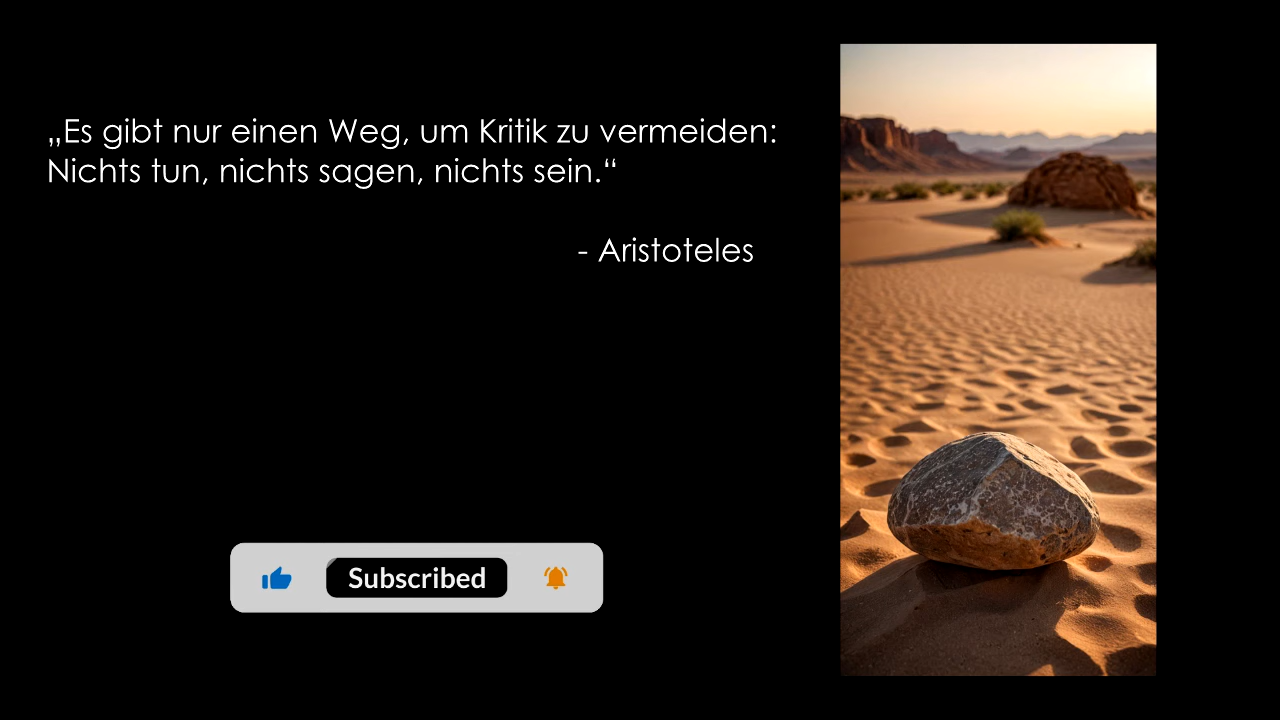 „Es gibt nur einen Weg, um Kritik zu vermeiden:
Nichts tun, nichts sagen, nichts sein.“
- Aristoteles
Subscribed